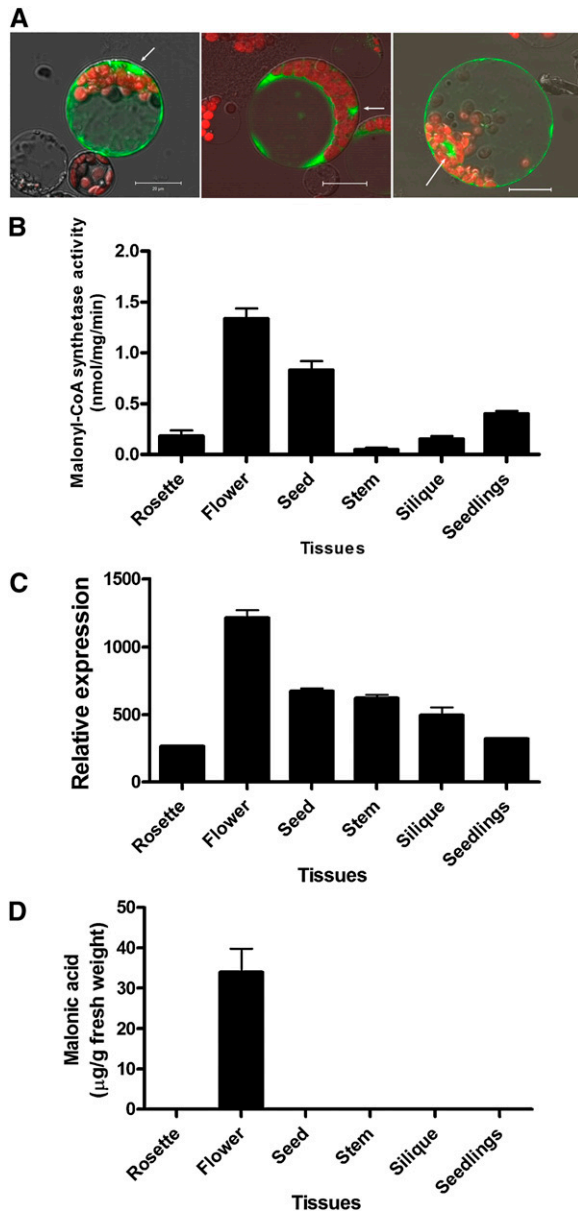 A
20 µm
B
Malonyl-CoA synthetase activity
(nmol/mg/min)
2.0
1.5
1.0
0.5
0.0
Rosette
Flower
Seed
Stem
Silique
Seedlings
Tissues
C
Relative expression
1500
1000
500
0
Rosette
Flower
Seed
Stem
Silique
Seedlings
Tissues
D
Malonic acid
(µg/g fresh weight)
50
40
30
20
10
0
Rosette
Flower
Seed
Stem
Silique
Seedlings
Tissues